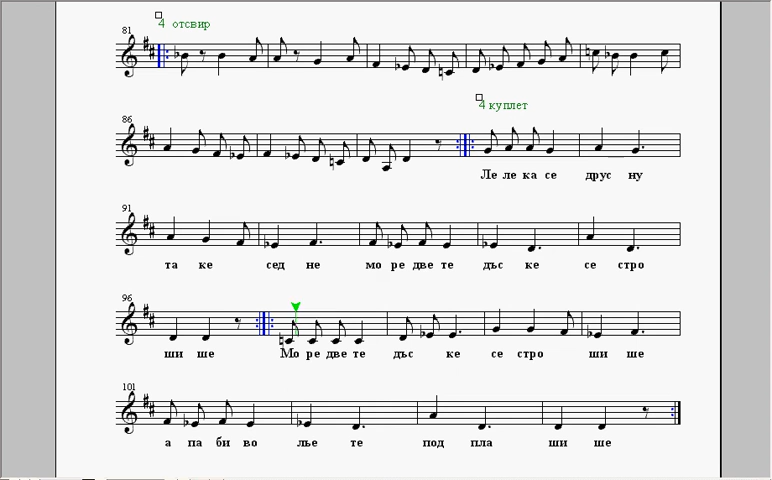 4 отсвир
81
4 куплет
86
Ле ле ка се друс ну
91
та ке сед не мо ре две те дъс ке се стро
96
ши ше Мо ре две те дъс ке се стро ши ше
101
а па би во лье те под пла ши ше